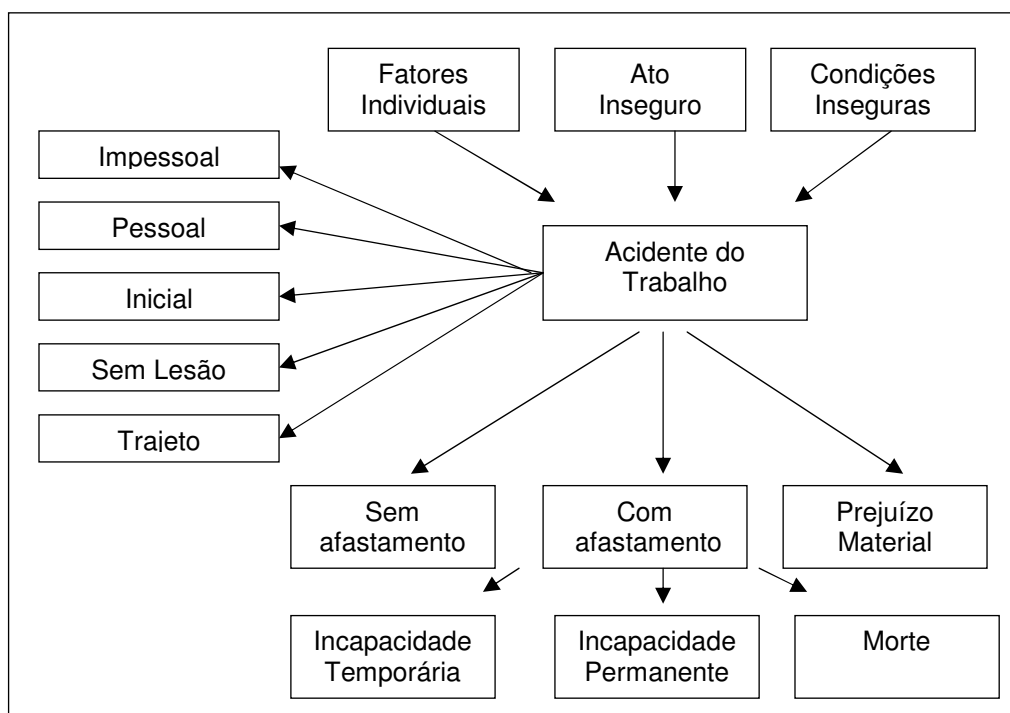 Fatores
Individuais
Ato
Inseguro
Condições
Inseguras
Impessoal
Pessoal
Inicial
Sem Lesão
Trajeto
Acidente do
Trabalho
Sem
afastamento
Com
afastamento
Prejuízo
Material
Incapacidade
Temporária
Incapacidade
Permanente
Morte